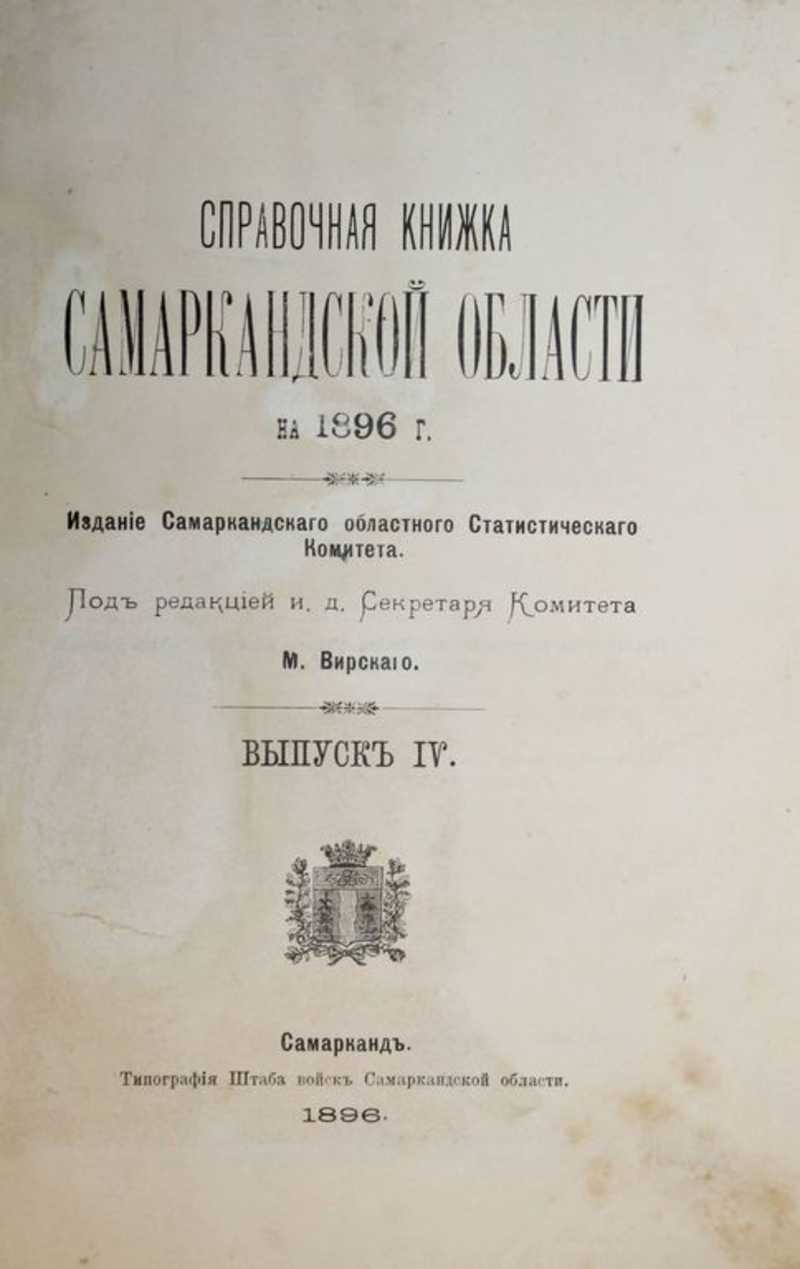 СПРАВОЧНАЯ КНИЖКА
САМАРКАНДСКОЙ ОБЛАСТИ
НА 1896 Г.
Изданіе Самаркандскаго областного Статистическаго
Комитета.
Подъ редакціей и. д. Секретаря Комитета
М. Вирскаго.
ВЫПУСКЪ IV.
Самаркандъ.
Типографія Штаба войскъ Самаркандской области.
1896.